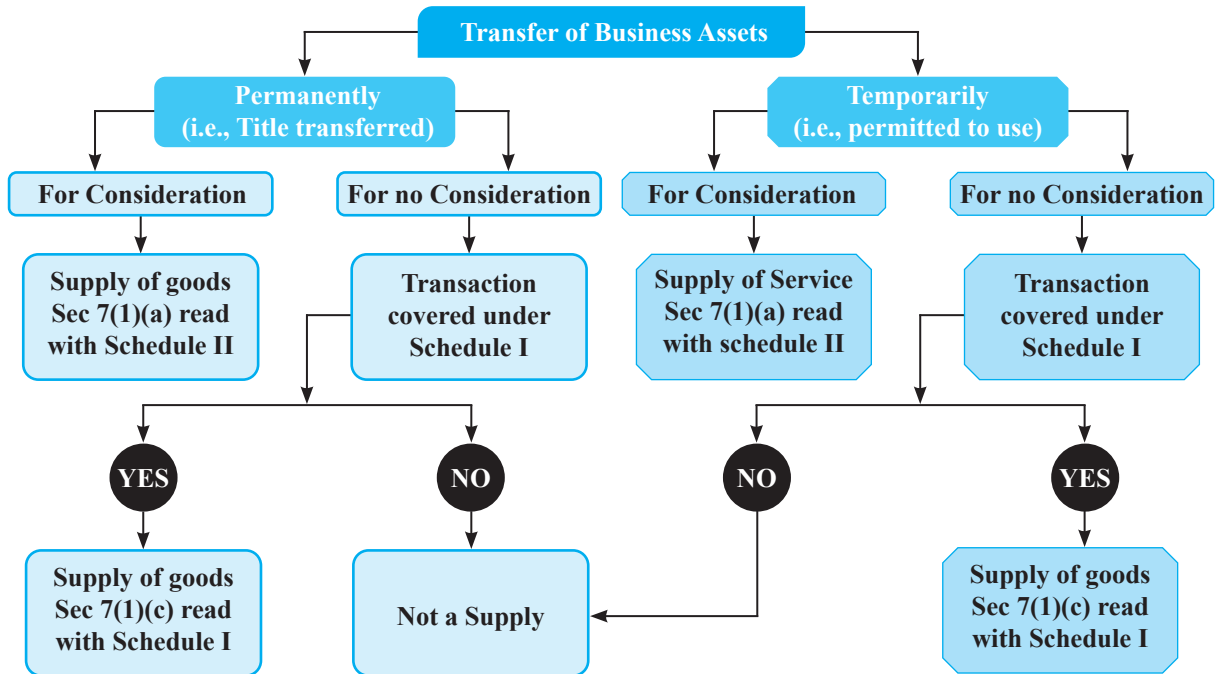 Transfer of Business Assets
Permanently
(i.e., Title transferred)
Temporarily
(i.e., permitted to use)
For Consideration
For no Consideration
For Consideration
For no Consideration
Supply of goods
Sec 7(1)(a) read
with Schedule II
Transaction
covered under
Schedule I
Supply of Service
Sec 7(1)(a) read
with schedule II
Transaction
covered under
Schedule I
YES
NO
NO
YES
Supply of goods
Sec 7(1)(c) read
with Schedule I
Not a Supply
Supply of goods
Sec 7(1)(c) read
with Schedule I